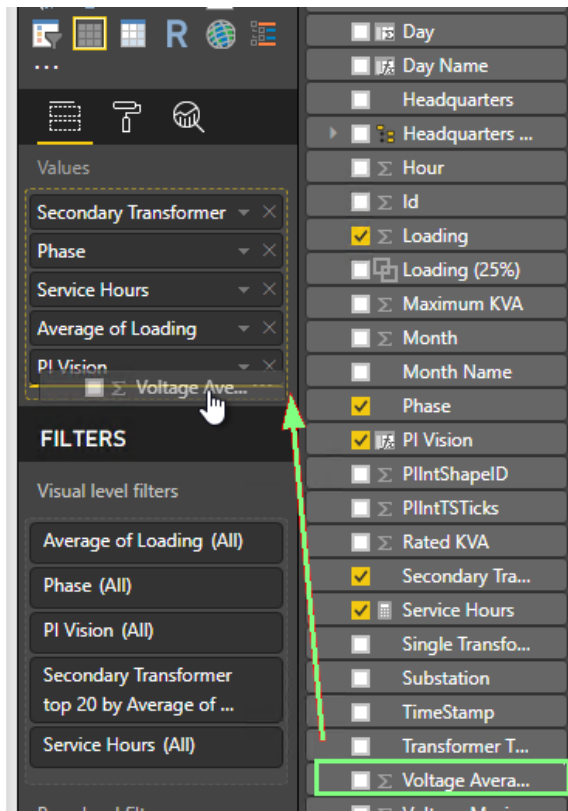 R
...
Values
Secondary Transformer
Phase
Service Hours
Average of Loading
PI Vision
Σ Voltage Ave...
FILTERS
Visual level filters
Average of Loading (All)
Phase (All)
PI Vision (All)
Secondary Transformer
top 20 by Average of ...
Service Hours (All)
Day
Day Name
Headquarters
Headquarters ...
Σ Hour
Σ Id
Σ Loading
Loading (25%)
Σ Maximum KVA
Σ Month
Month Name
Phase
PI Vision
Σ PIIntShapeID
Σ PIIntTSTicks
Σ Rated KVA
Secondary Tra...
Service Hours
Single Transfo...
Substation
TimeStamp
Transformer T...
Σ Voltage Avera...